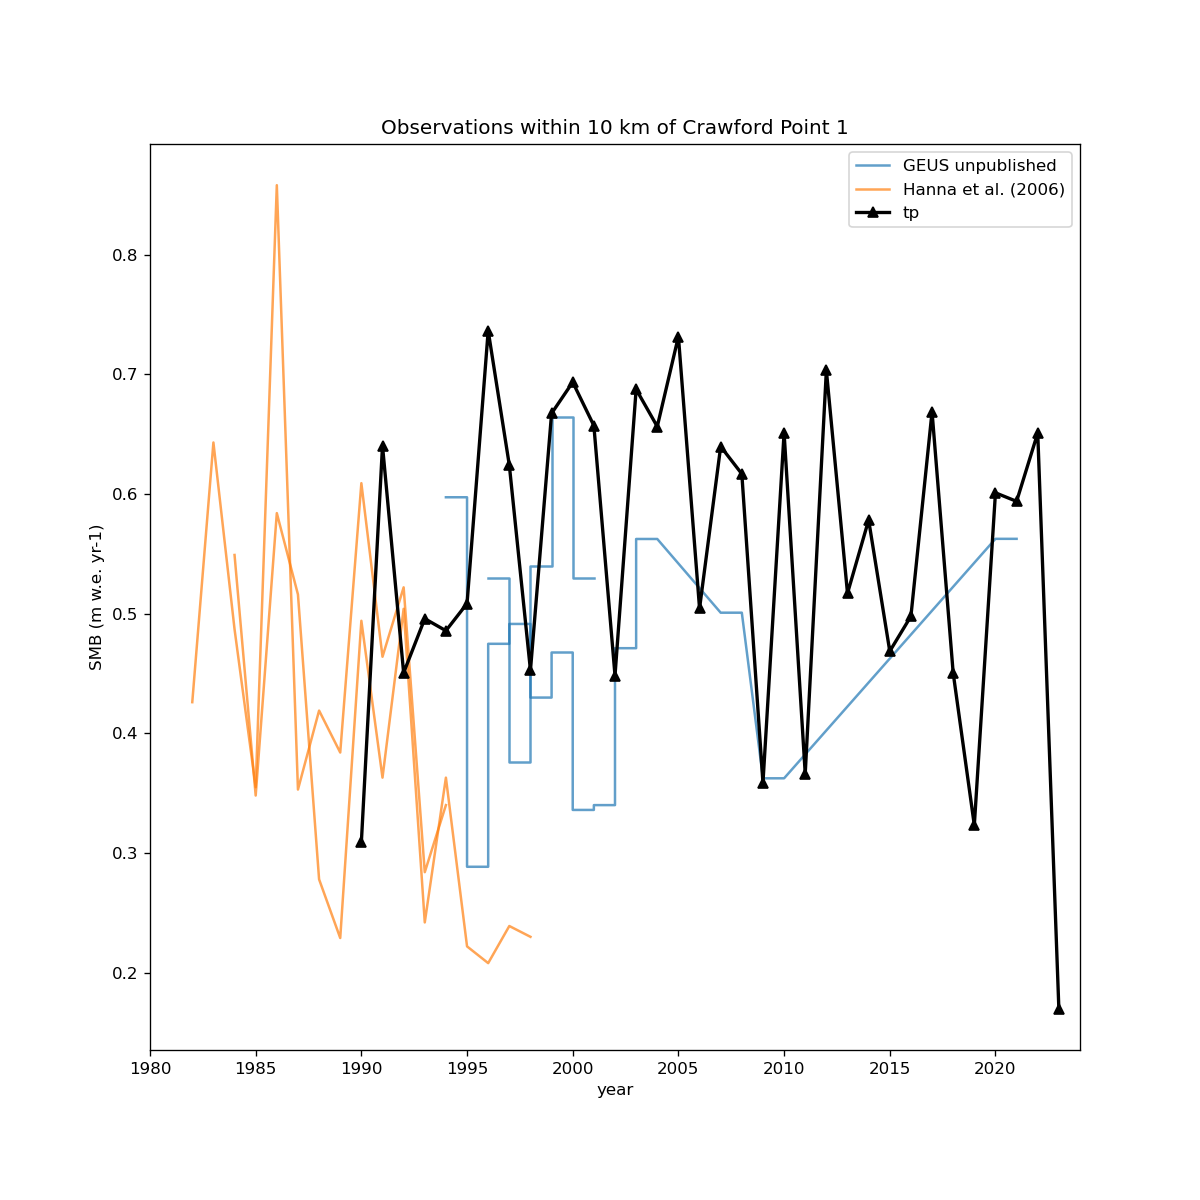 Observations within 10 km of Crawford Point 1
GEUS unpublished
Hanna et al. (2006)
tp
SMB (m w.e. yr-1)
0.8
0.7
0.6
0.5
0.4
0.3
0.2
1980 1985 1990 1995 2000 2005 2010 2015 2020
year